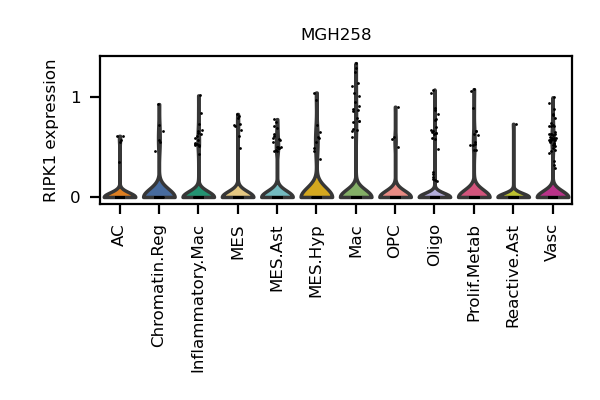 MGH258
RIPK1 expression
1
0
AC
Chromatin.Reg
Inflammatory.Mac
MES
MES.Ast
MES.Hyp
Mac
OPC
Oligo
Prolif.Metab
Reactive.Ast
Vasc